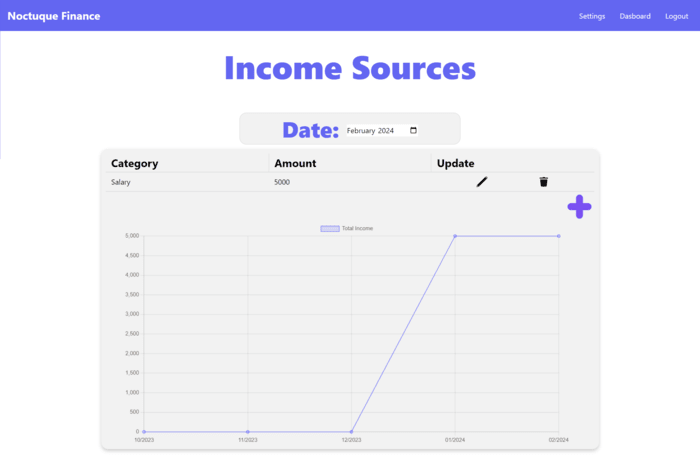 Noctuque Finance
Settings Dasboard Logout
Income Sources
Date: February 2024
Category Amount Update
Salary 5000
Total Income
5,000
4,500
4,000
3,500
3,000
2,500
2,000
1,500
1,000
500
0
10/2023 11/2023 12/2023 01/2024 02/2024